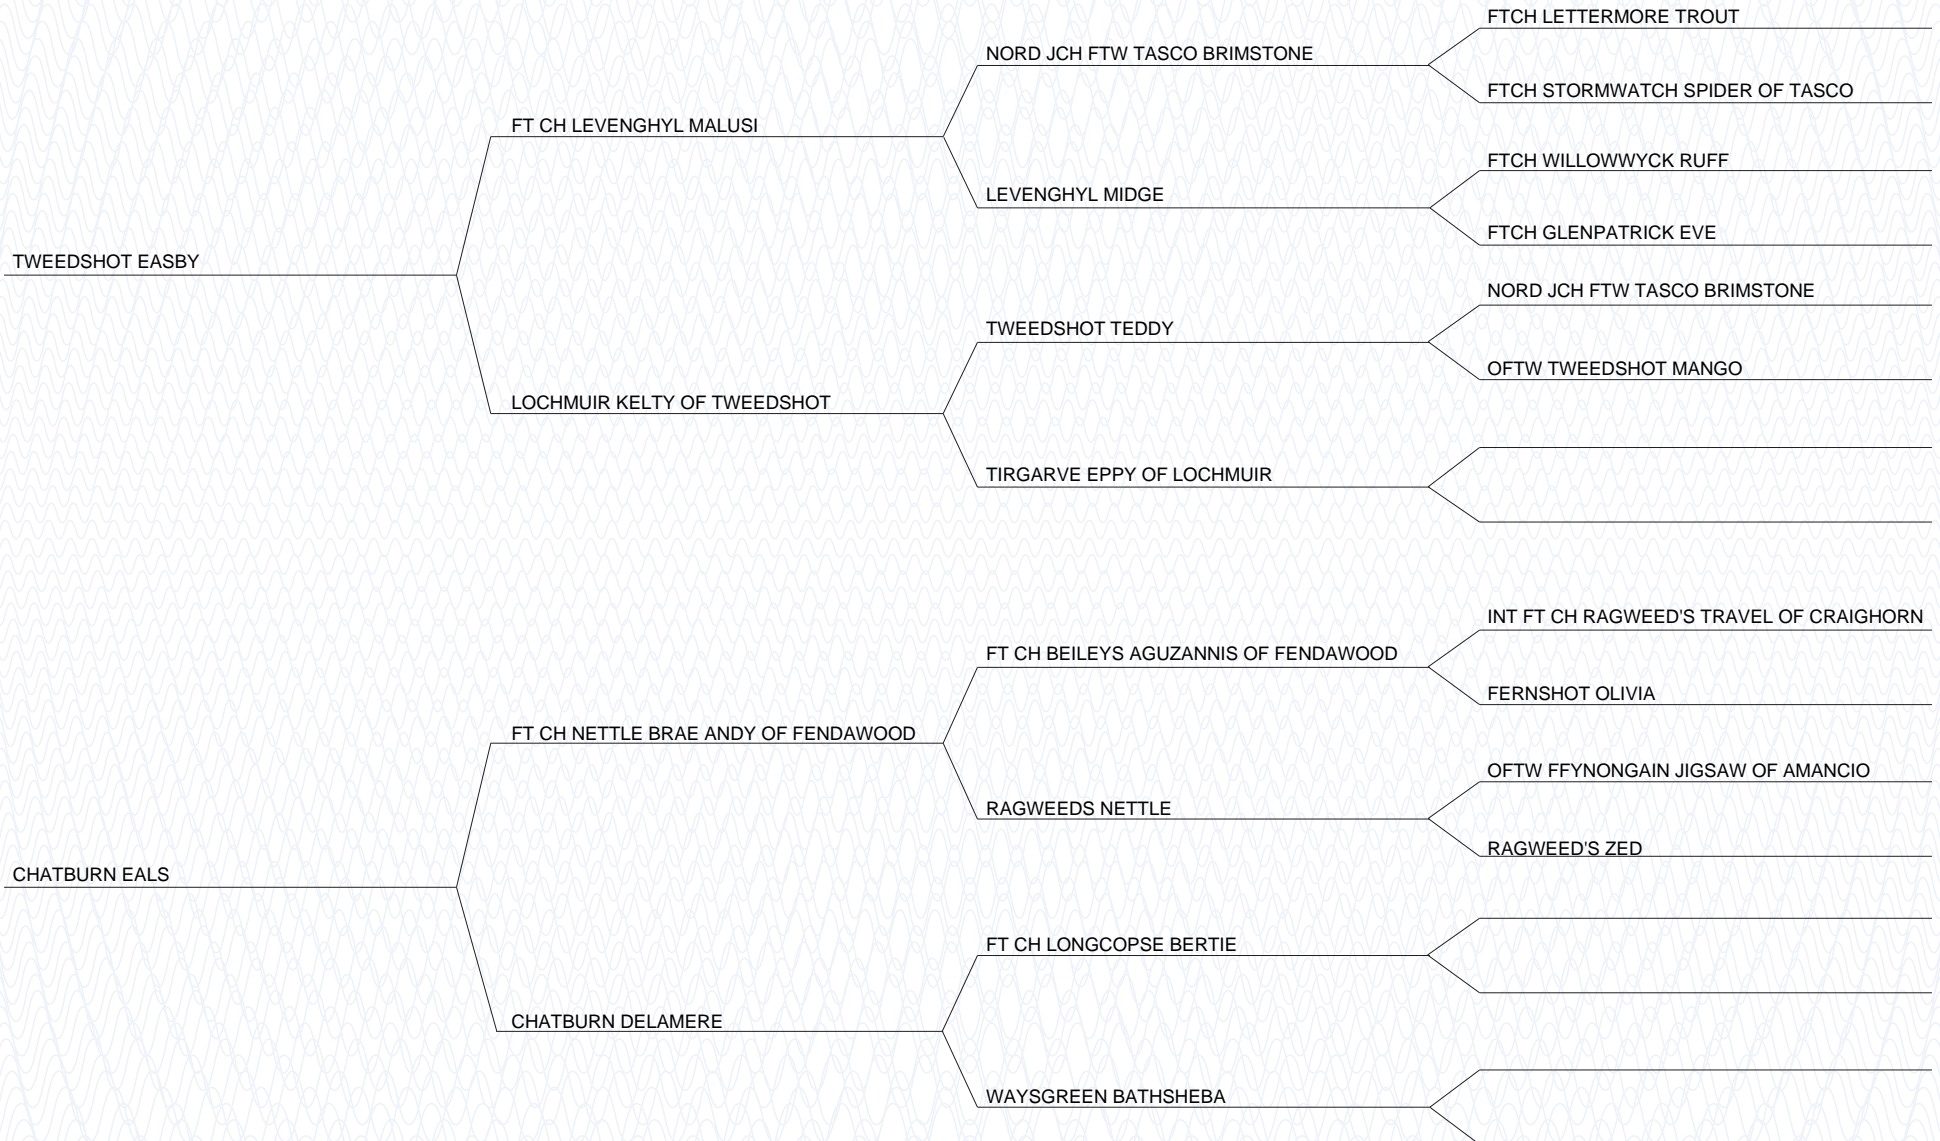 FTCH LETTERMORE TROUT
NORD JCH FTW TASCO BRIMSTONE
FTCH STORMWATCH SPIDER OF TASCO
FT CH LEVENGHYL MALUSI
FTCH WILLOWWYCK RUFF
LEVENGHYL MIDGE
FTCH GLENPATRICK EVE
TWEEDSHOT EASBY
NORD JCH FTW TASCO BRIMSTONE
TWEEDSHOT TEDDY
OFTW TWEEDSHOT MANGO
LOCHMUIR KELTY OF TWEEDSHOT
TIRGARVE EPPY OF LOCHMUIR
INT FT CH RAGWEED'S TRAVEL OF CRAIGHORN
FT CH BEILEYS AGUZANNIS OF FENDAWOOD
FERNSHOT OLIVIA
FT CH NETTLE BRAE ANDY OF FENDAWOOD
OFTW FFYNONGAIN JIGSAW OF AMANCIO
RAGWEEDS NETTLE
RAGWEED'S ZED
CHATBURN EALS
FT CH LONGCOPSE BERTIE
CHATBURN DELAMERE
WAYSGREEN BATHSHEBA